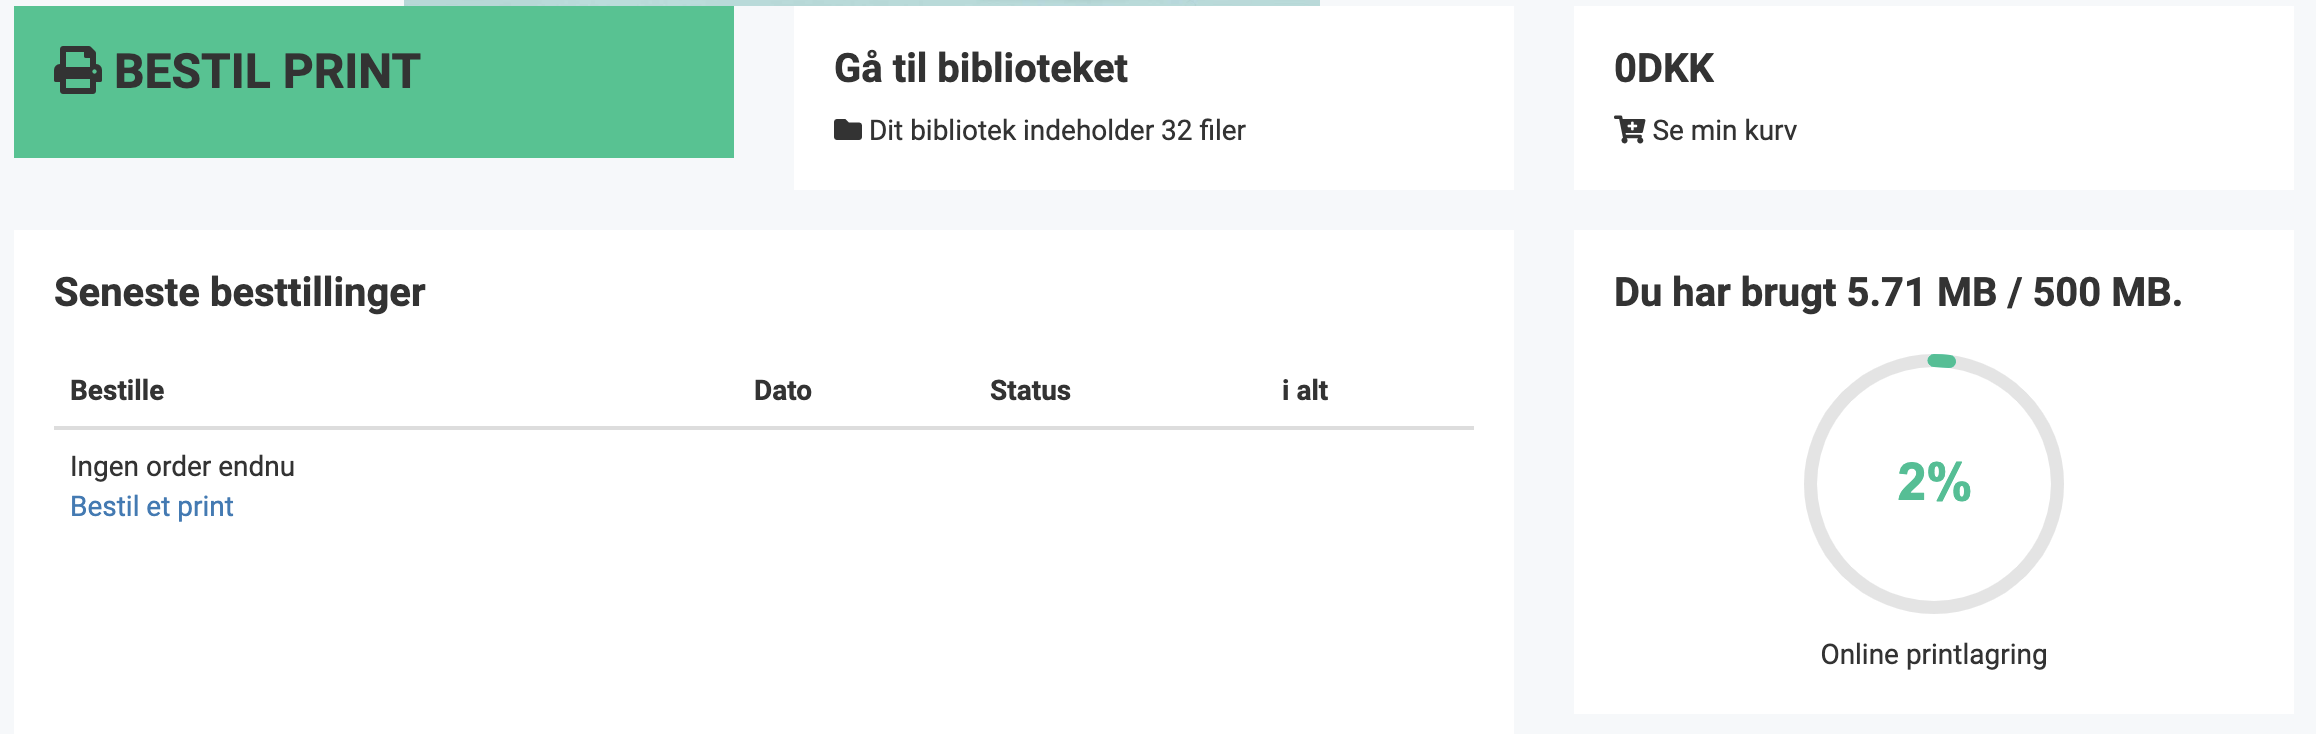 BESTIL PRINT
Gå til biblioteket
Dit bibliotek indeholder 32 filer
0DKK
Se min kurv
Seneste besttillinger
Bestille Dato Status i alt
Ingen order endnu
Bestil et print
Du har brugt 5.71 MB / 500 MB.
2%
Online printlagring